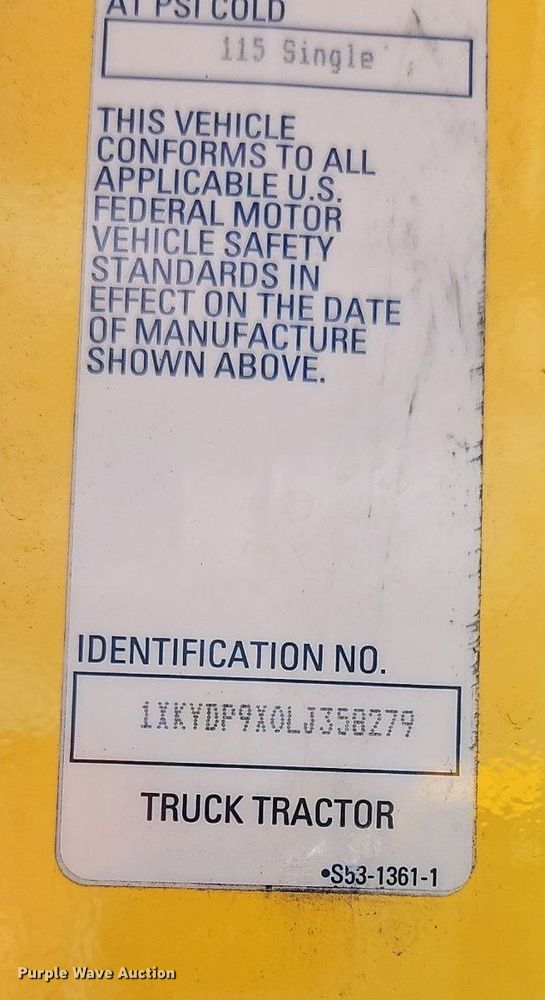 AT PSI COLD
115 Single
THIS VEHICLE
CONFORMS TO ALL
APPLICABLE U.S.
FEDERAL MOTOR
VEHICLE SAFETY
STANDARDS IN
EFFECT ON THE DATE
OF MANUFACTURE
SHOWN ABOVE.
IDENTIFICATION NO.
1XKYDP9X0LJ358279
TRUCK TRACTOR
•S53-1361-1
Purple Wave Auction